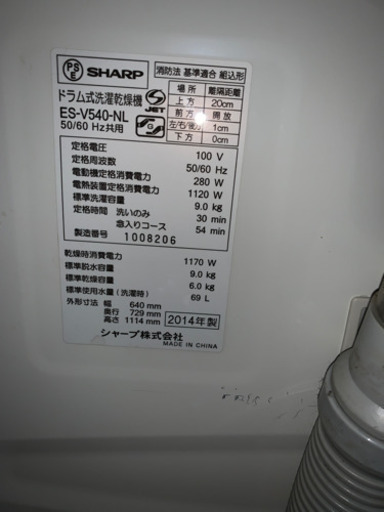 PS E SHARP
ドラム式洗濯乾燥機
ES-V540-NL
50/60 Hz共用
JET
消防法 基準適合 組込形
場所 離隔距離
上方 20cm
前方 開放
左/右/後方 1cm
下方 0cm
定格電圧 100 V
定格周波数 50/60 Hz
電動機定格消費電力 280 W
電熱装置定格消費電力 1120 W
標準洗濯容量 9.0 kg
定格時間 洗いのみ 30 min
念入りコース 54 min
製造番号 1008206
乾燥時消費電力 1170 W
標準脱水容量 9.0 kg
標準乾燥容量 6.0 kg
標準使用水量(洗濯時) 69 L
外形寸法 幅 640 mm
奥行 729 mm
高さ 1114 mm
2014年製
シャープ株式会社
MADE IN CHINA